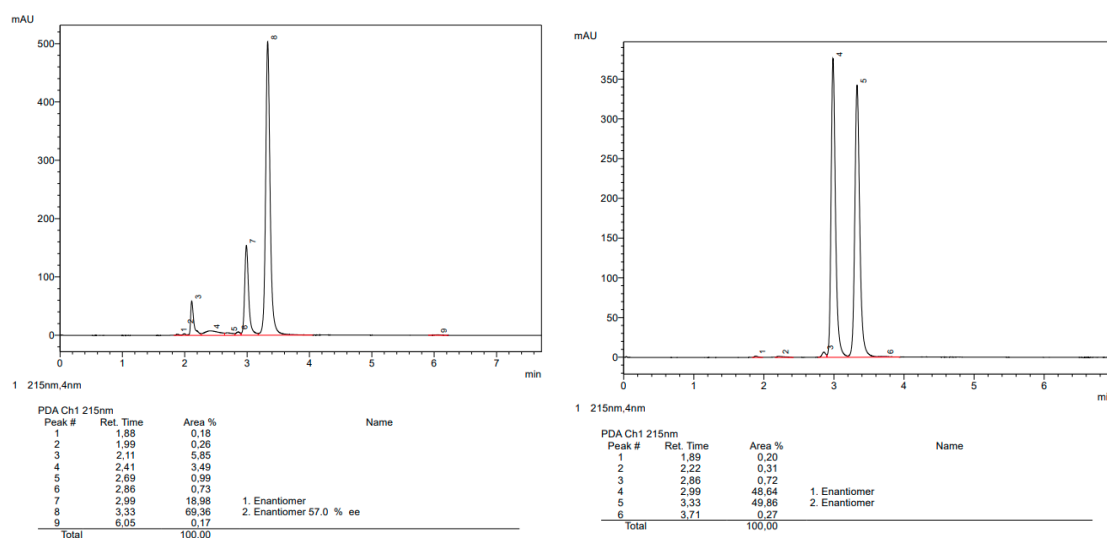 mAU
500
400
300
200
100
0
1
2
3
4
5
6
7
8
9
0 1 2 3 4 5 6 7
min
1 215nm,4nm
PDA Ch1 215nm
Peak # Ret. Time Area % Name
1 1,88 0,18
2 1,99 0,26
3 2,11 5,85
4 2,41 3,49
5 2,69 0,99
6 2,86 0,73
7 2,99 18,98 1. Enantiomer
8 3,33 69,36 2. Enantiomer 57.0 % ee
9 6,05 0,17
Total 100,00
mAU
350
300
250
200
150
100
50
0
1
2
3
4
5
6
0 1 2 3 4 5 6
mi
1 215nm,4nm
PDA Ch1 215nm
Peak # Ret. Time Area % Name
1 1,89 0,20
2 2,22 0,31
3 2,86 0,72
4 2,99 48,64 1. Enantiomer
5 3,33 49,86 2. Enantiomer
6 3,71 0,27
Total 100,00